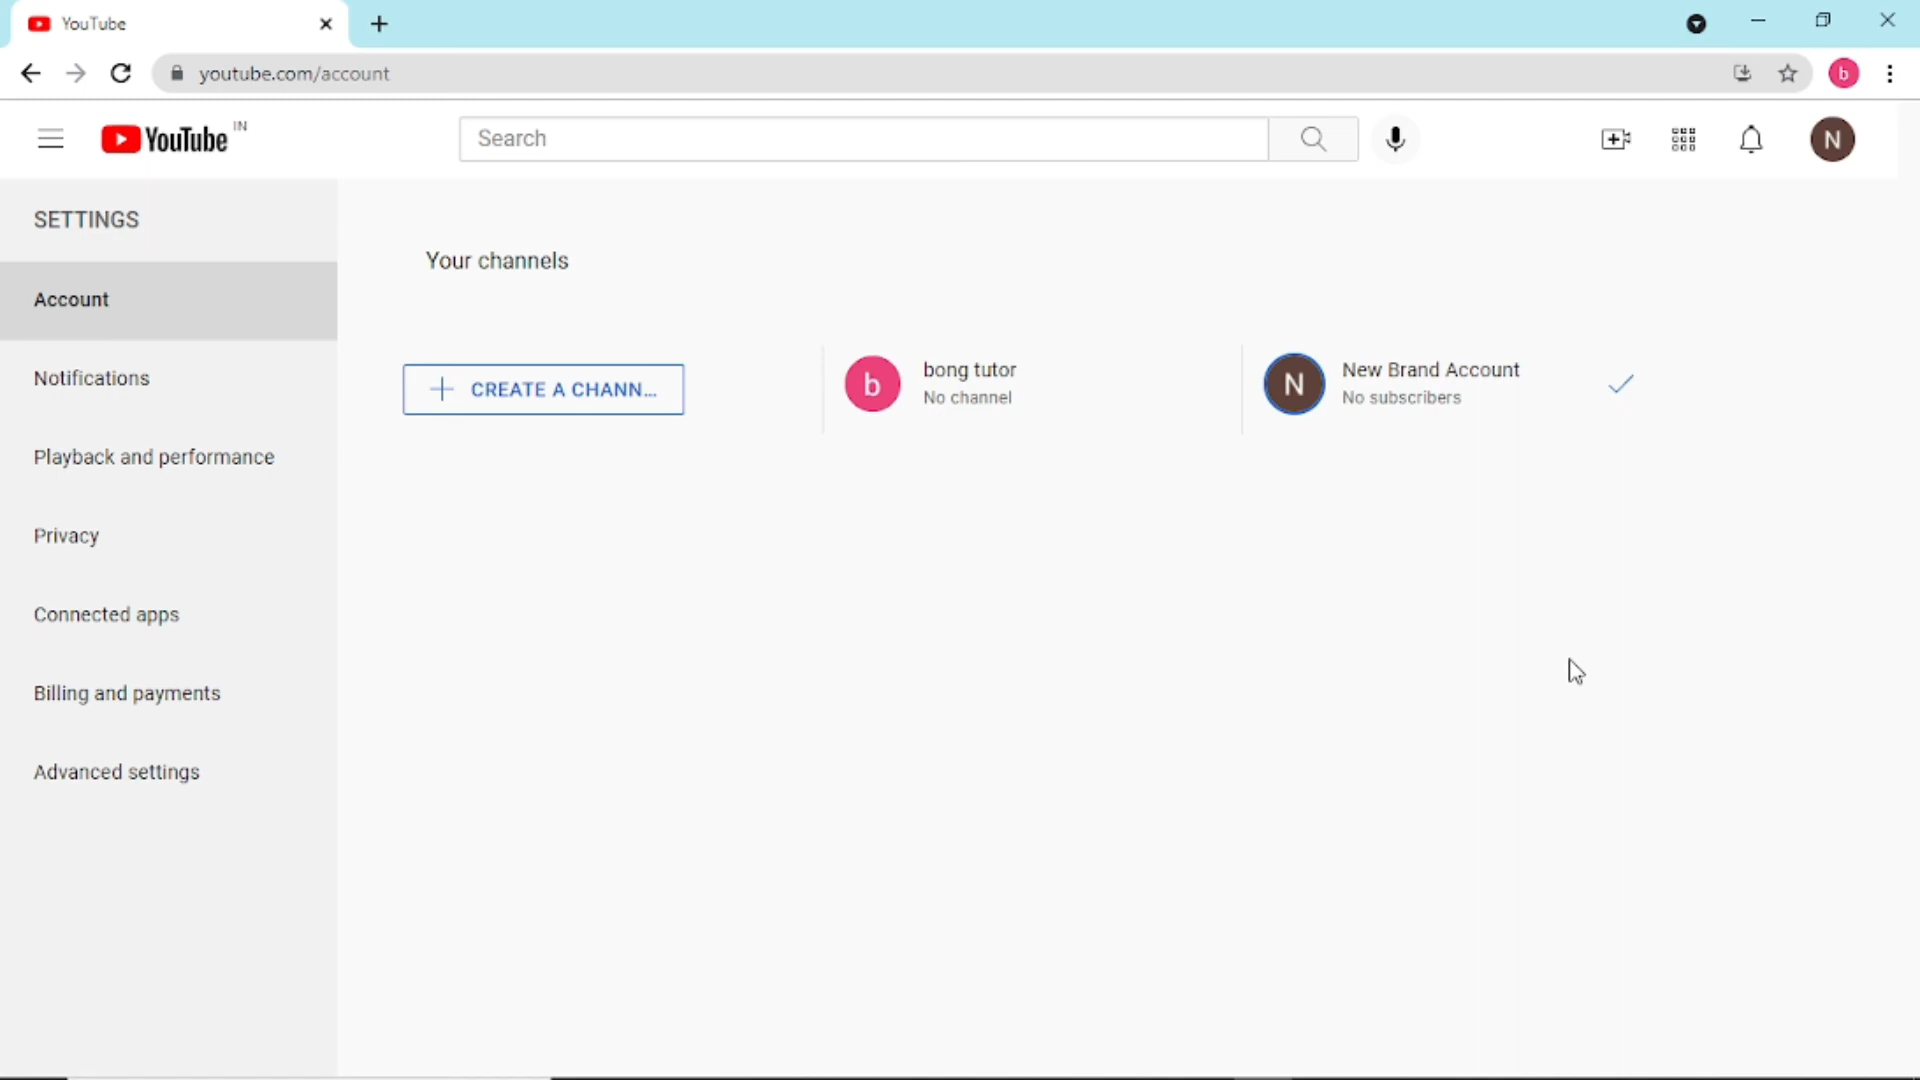 YouTube
youtube.com/account
b
YouTube IN
Search
N
SETTINGS
Account
Notifications
Playback and performance
Privacy
Connected apps
Billing and payments
Advanced settings
Your channels
CREATE A CHANN...
b
bong tutor
No channel
N
New Brand Account
No subscribers